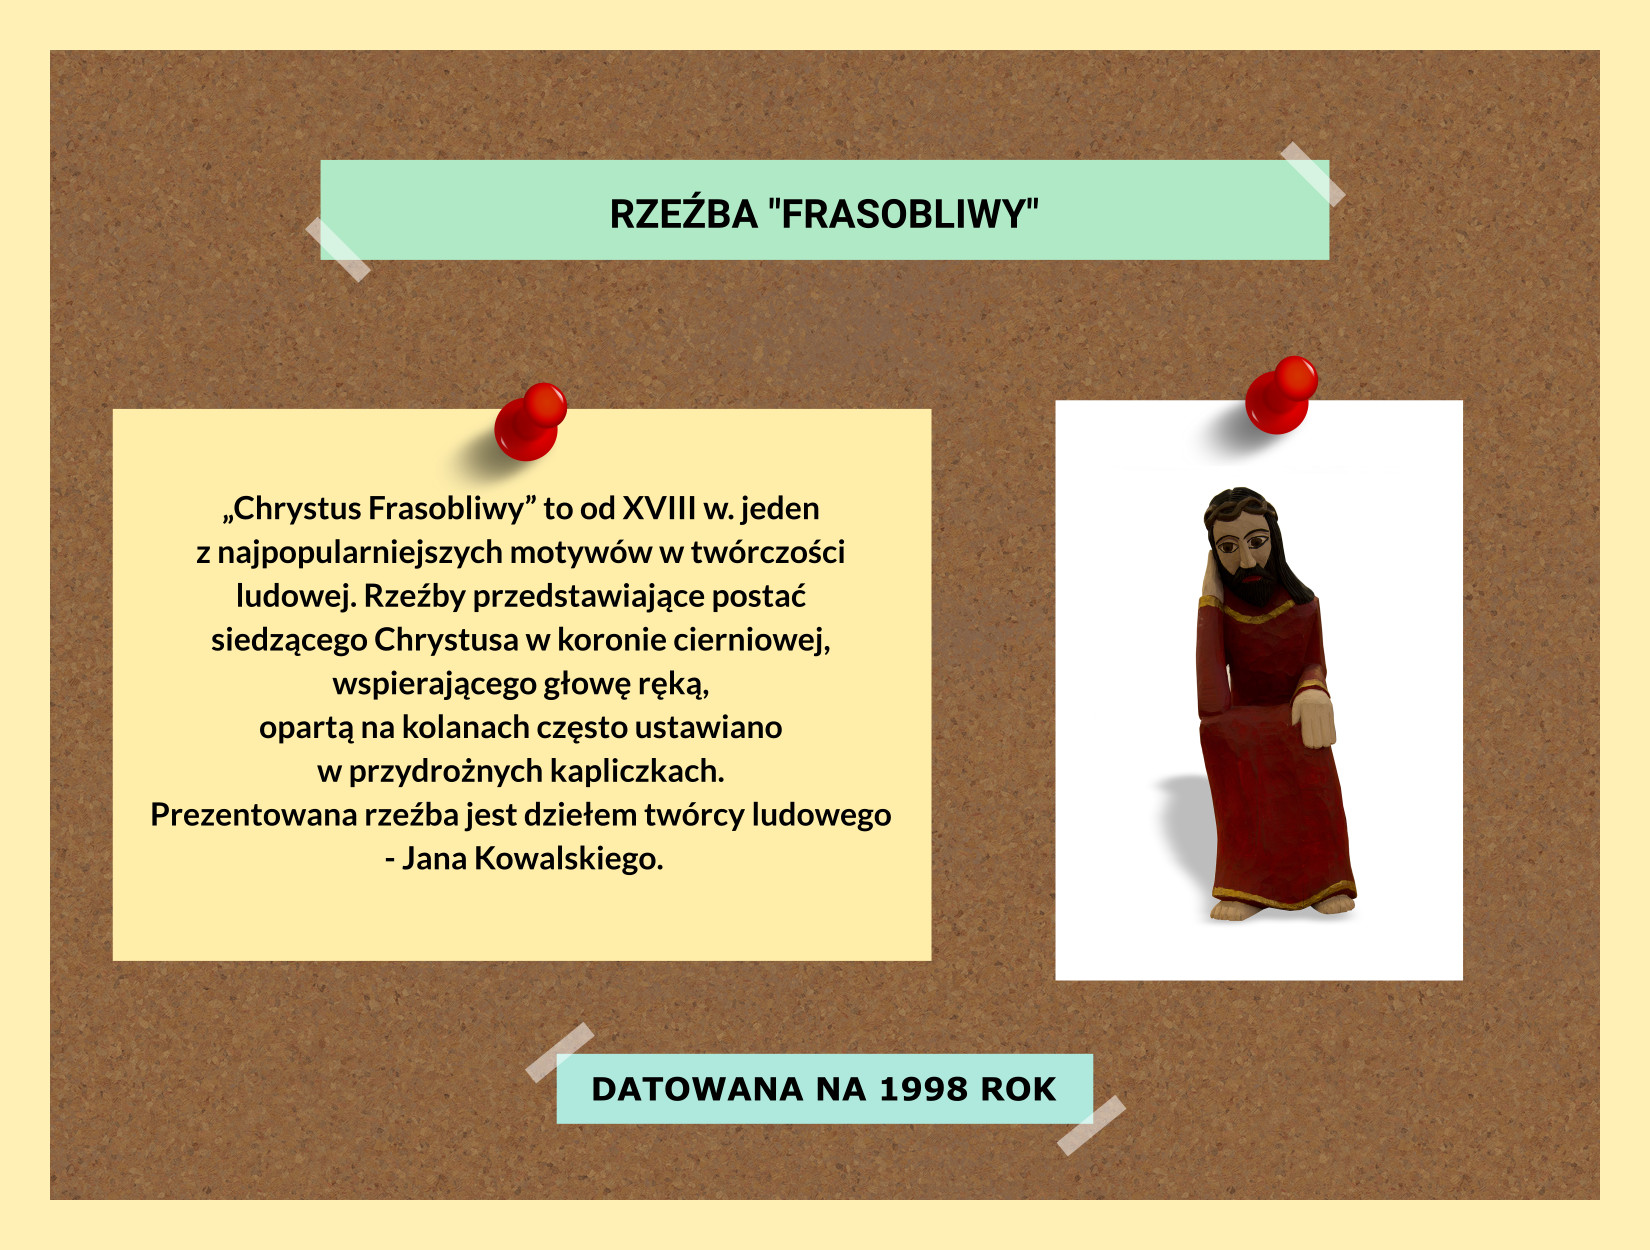 RZEŹBA "FRASOBLIWY"
„Chrystus Frasobliwy” to od XVIII w. jeden
z najpopularniejszych motywów w twórczości
ludowej. Rzeźby przedstawiające postać
siedzącego Chrystusa w koronie cierniowej,
wspierającego głowę ręką,
opartą na kolanach często ustawiano
w przydrożnych kapliczkach.
Prezentowana rzeźba jest dziełem twórcy ludowego
- Jana Kowalskiego.
DATOWANA NA 1998 ROK